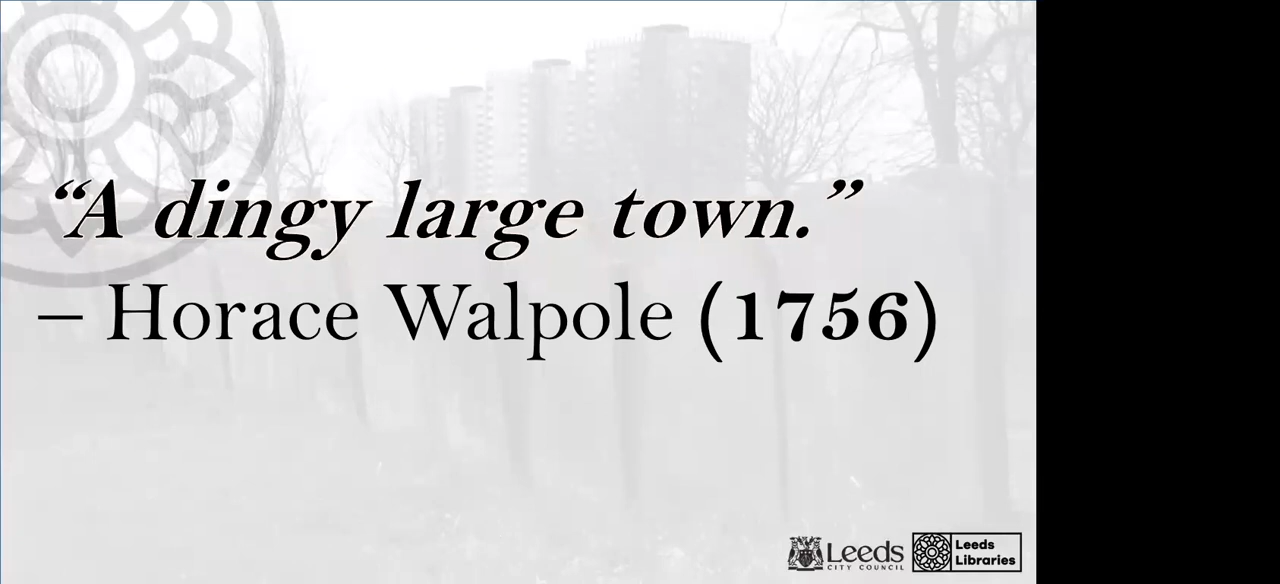 “A dingy large town.”
– Horace Walpole (1756)
Leeds
CITY COUNCIL
Leeds
Libraries